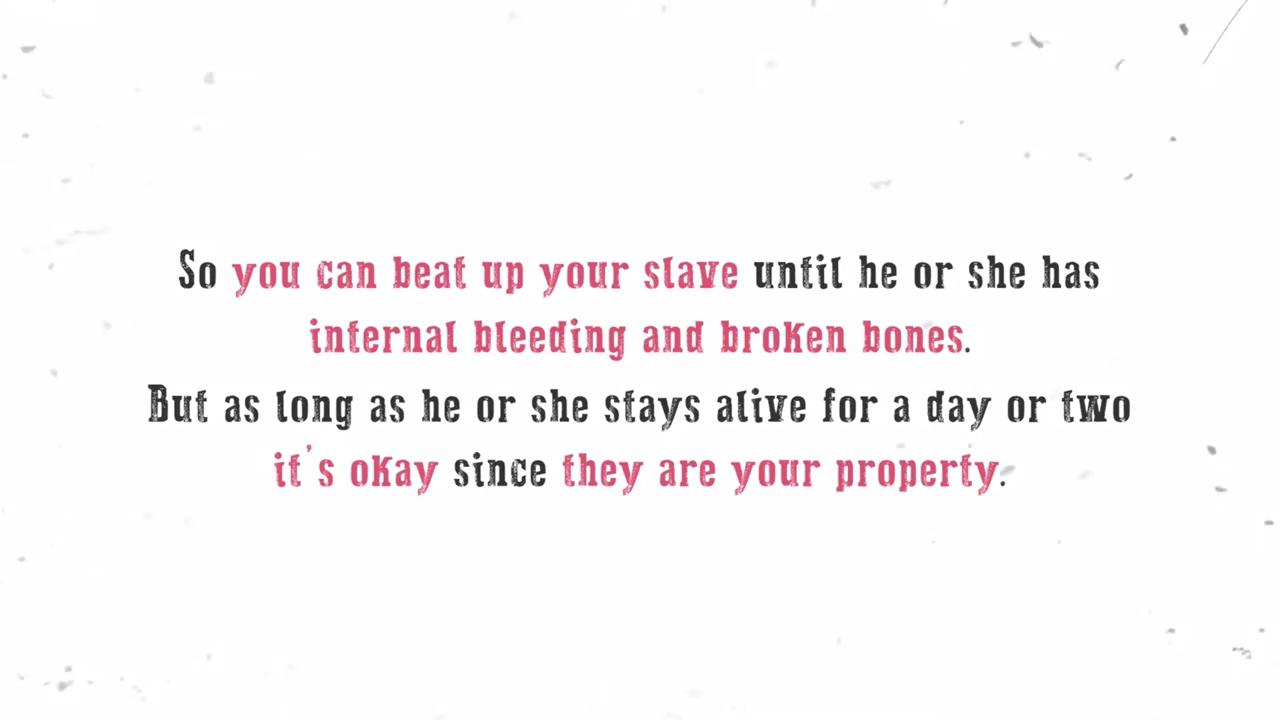 So you can beat up your slave until he or she has
internal bleeding and broken bones.
But as long as he or she stays alive for a day or two
it's okay since they are your property.